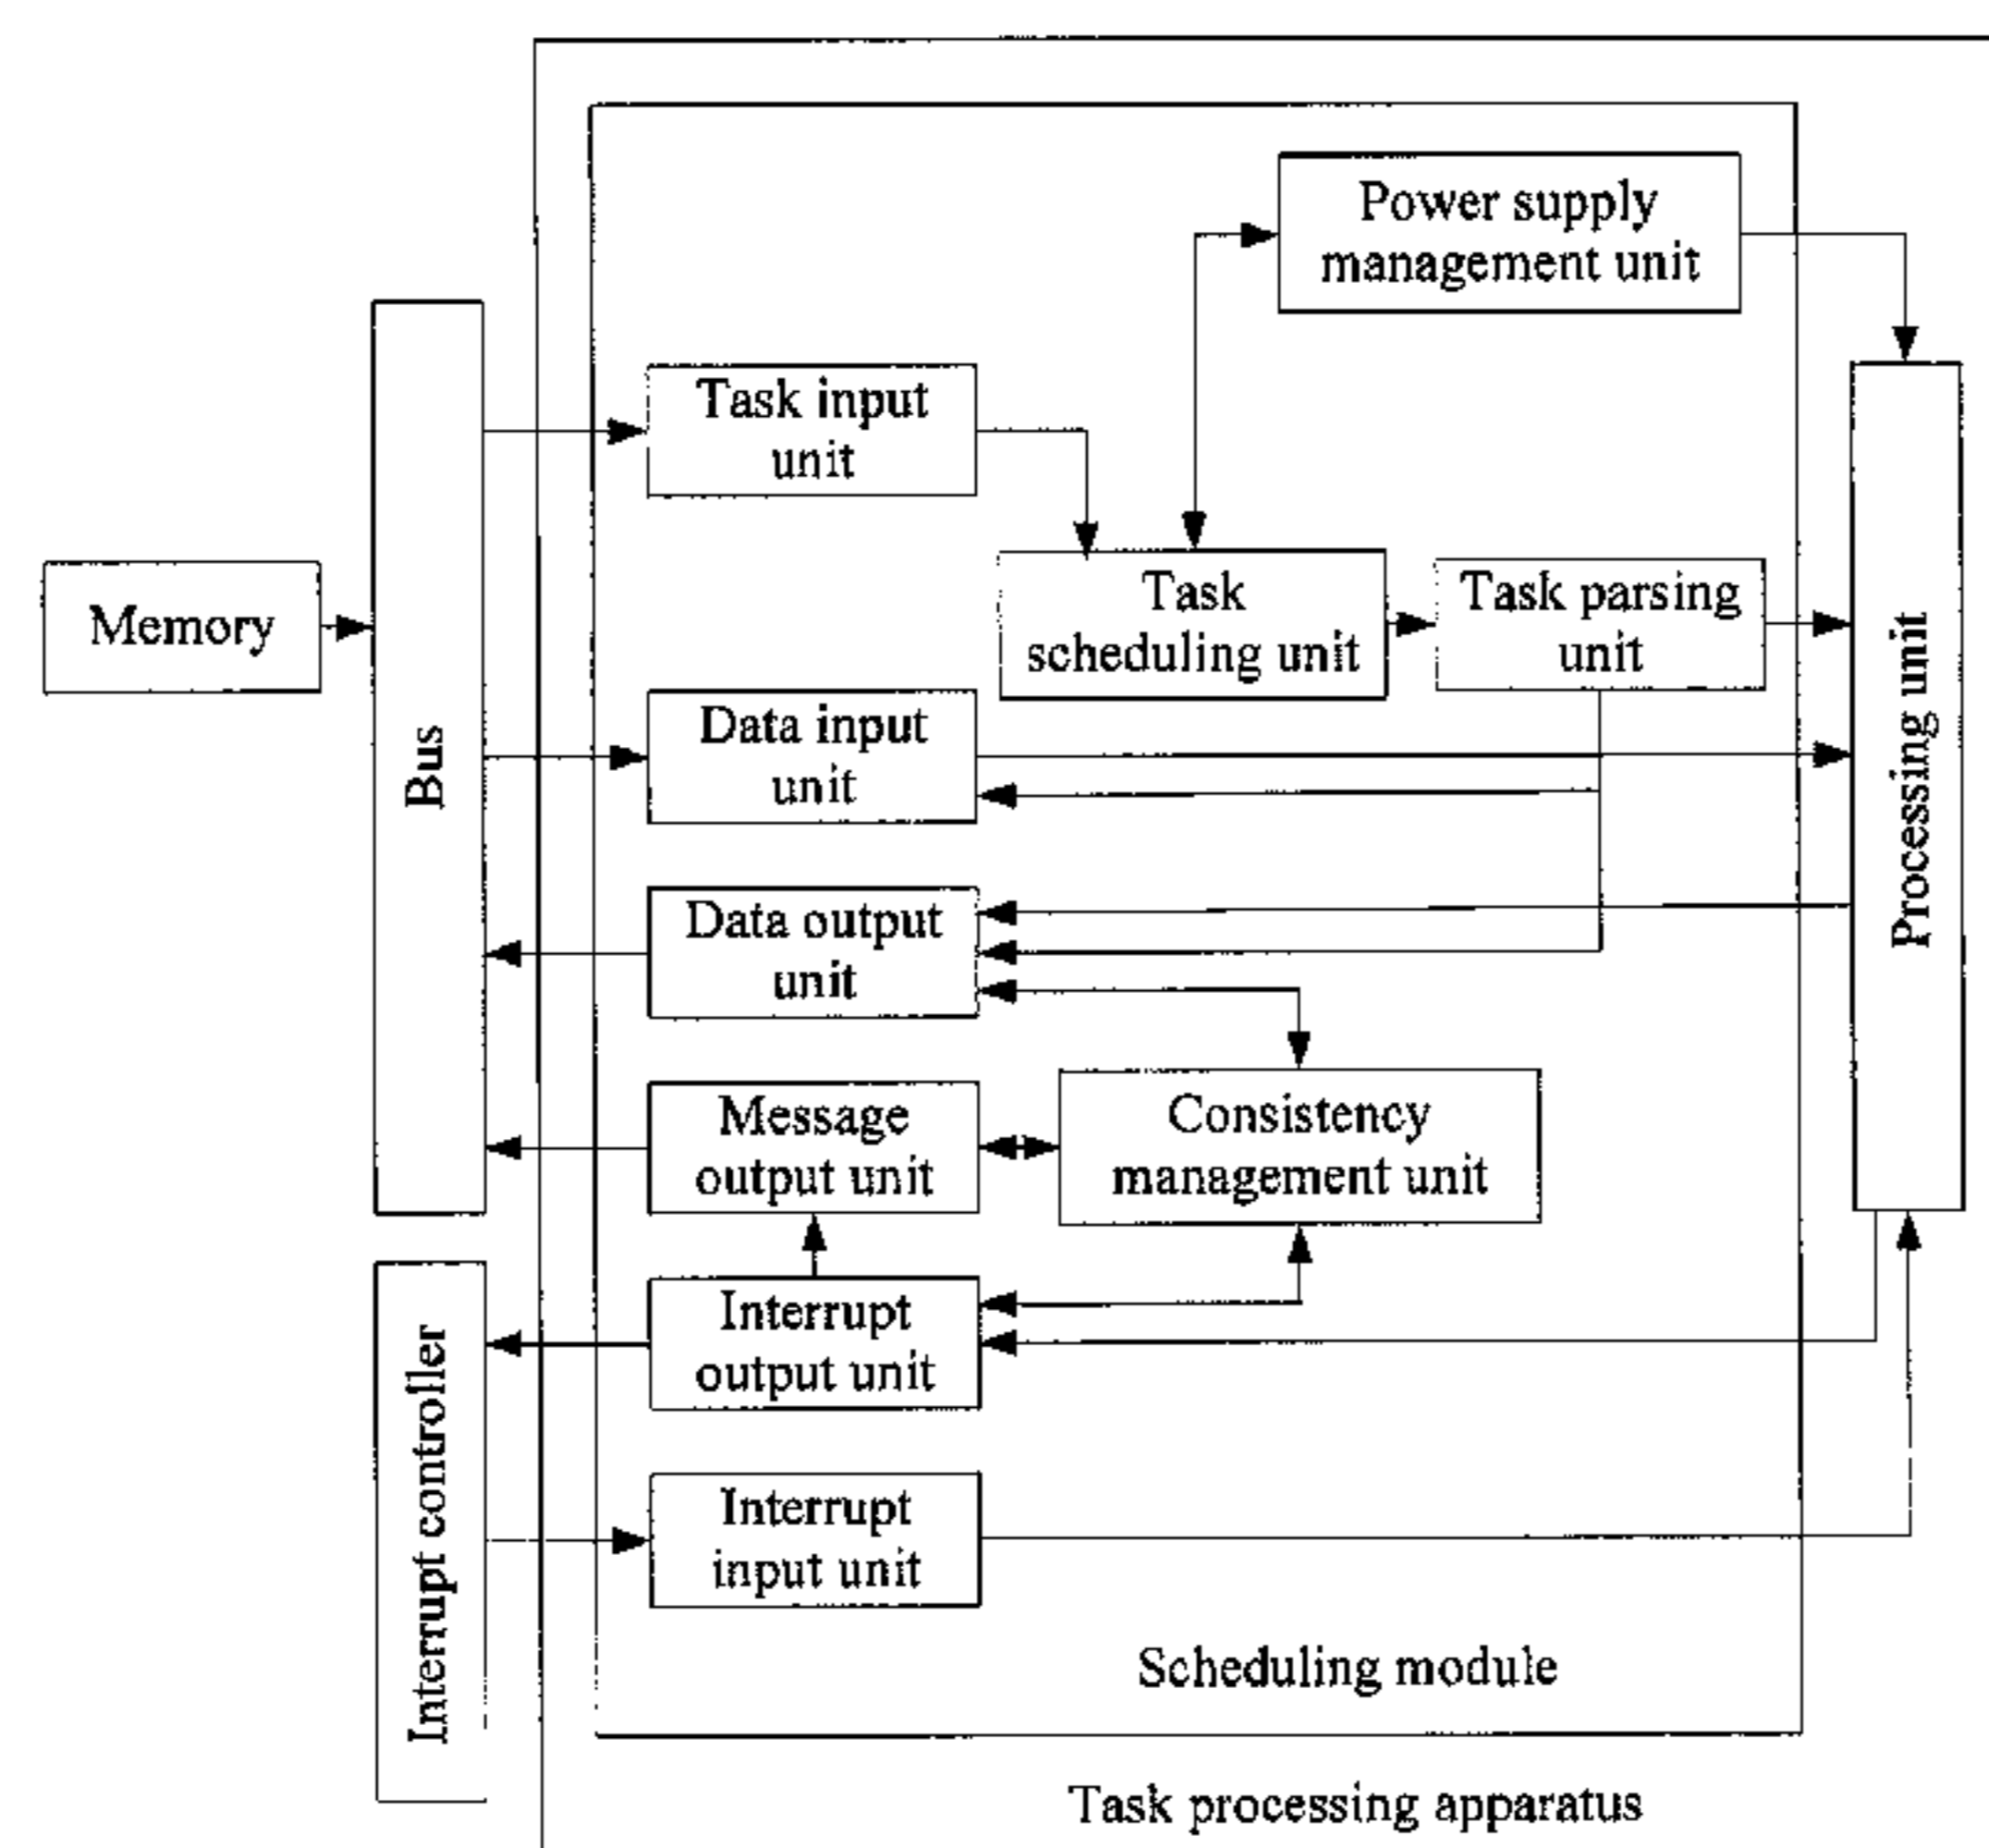 Power supply
management unit
Task input
unit
Memory
Bus
Task
scheduling unit
Task parsing
unit
Processing unit
Data input
unit
Data output
unit
Message
output unit
Consistency
management unit
Interrupt controller
Interrupt
output unit
Interrupt
input unit
Scheduling module
Task processing apparatus